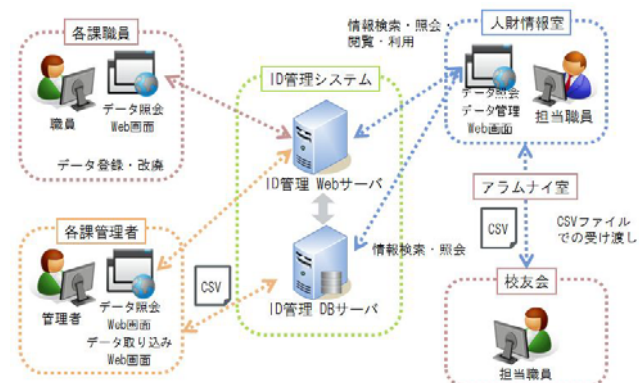 各課職員
職員
データ照会
Web画面
データ登録・改廃
各課管理者
管理者
データ照会
Web画面
データ取り込み
Web画面
CSV
ID管理システム
ID管理 Webサーバ
ID管理 DBサーバ
情報検索・照会・
閲覧・利用
情報検索・照会
人財情報室
データ照会
データ管理
Web画面
担当職員
アラムナイ室
CSV
CSVファイル
での受け渡し
校友会
担当職員